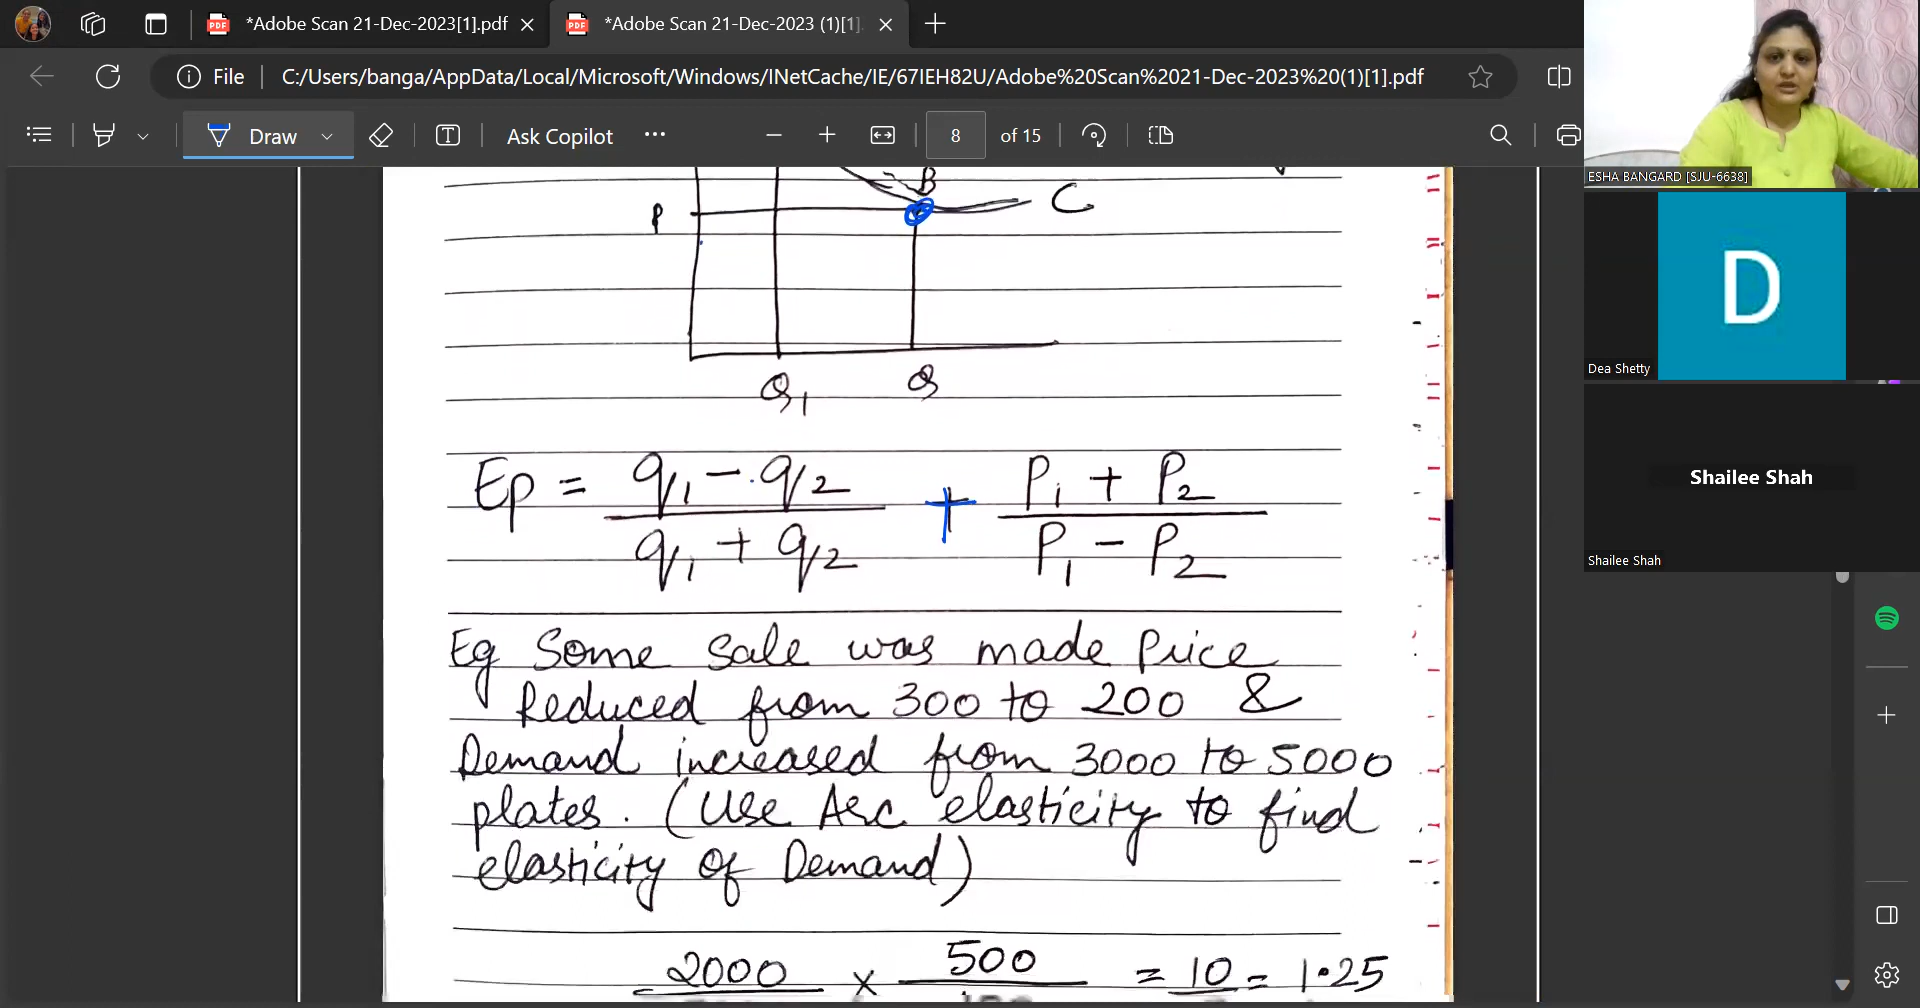 *Adobe Scan 21-Dec-2023[1].pdf
*Adobe Scan 21-Dec-2023 (1)[1].
File
C:/Users/banga/AppData/Local/Microsoft/Windows/INetCache/IE/67IEH82U/Adobe%20Scan%2021-Dec-2023%20(1)[1].pdf
Draw
Ask Copilot
8 of 15
ESHA BANGARD [SJU-6638]
D
Dea Shetty
Shailee Shah
Shailee Shah
B
C
P
Q1 Q
Ep = q1 - q2 + P1 + P2
q1 + q2 P1 - P2
Eg Some Sale was made Price
Reduced from 300 to 200 &
Demand increased from 3000 to 5000
plates. (Use Arc elasticity to find
elasticity of Demand)
2000 x 500 = 10 = 1.25